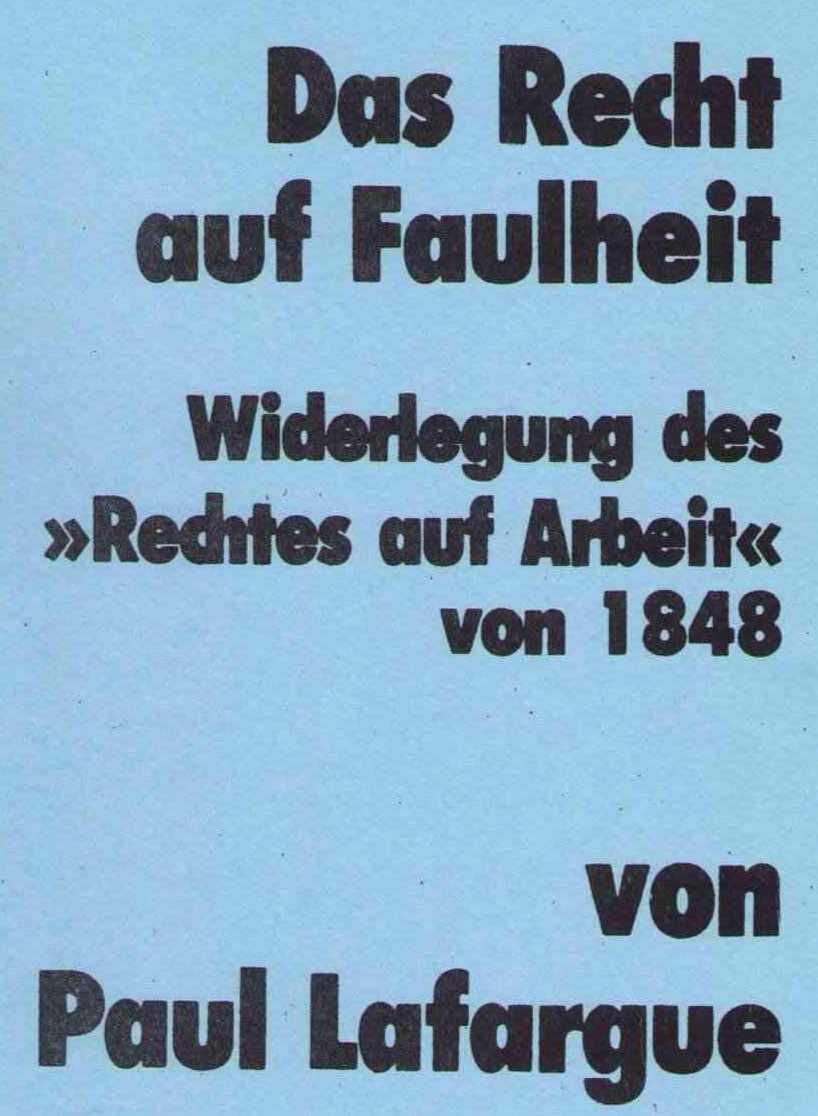 Das Recht
auf Faulheit
Widerlegung des
»Rechtes auf Arbeit«
von 1848
von
Paul Lafargue